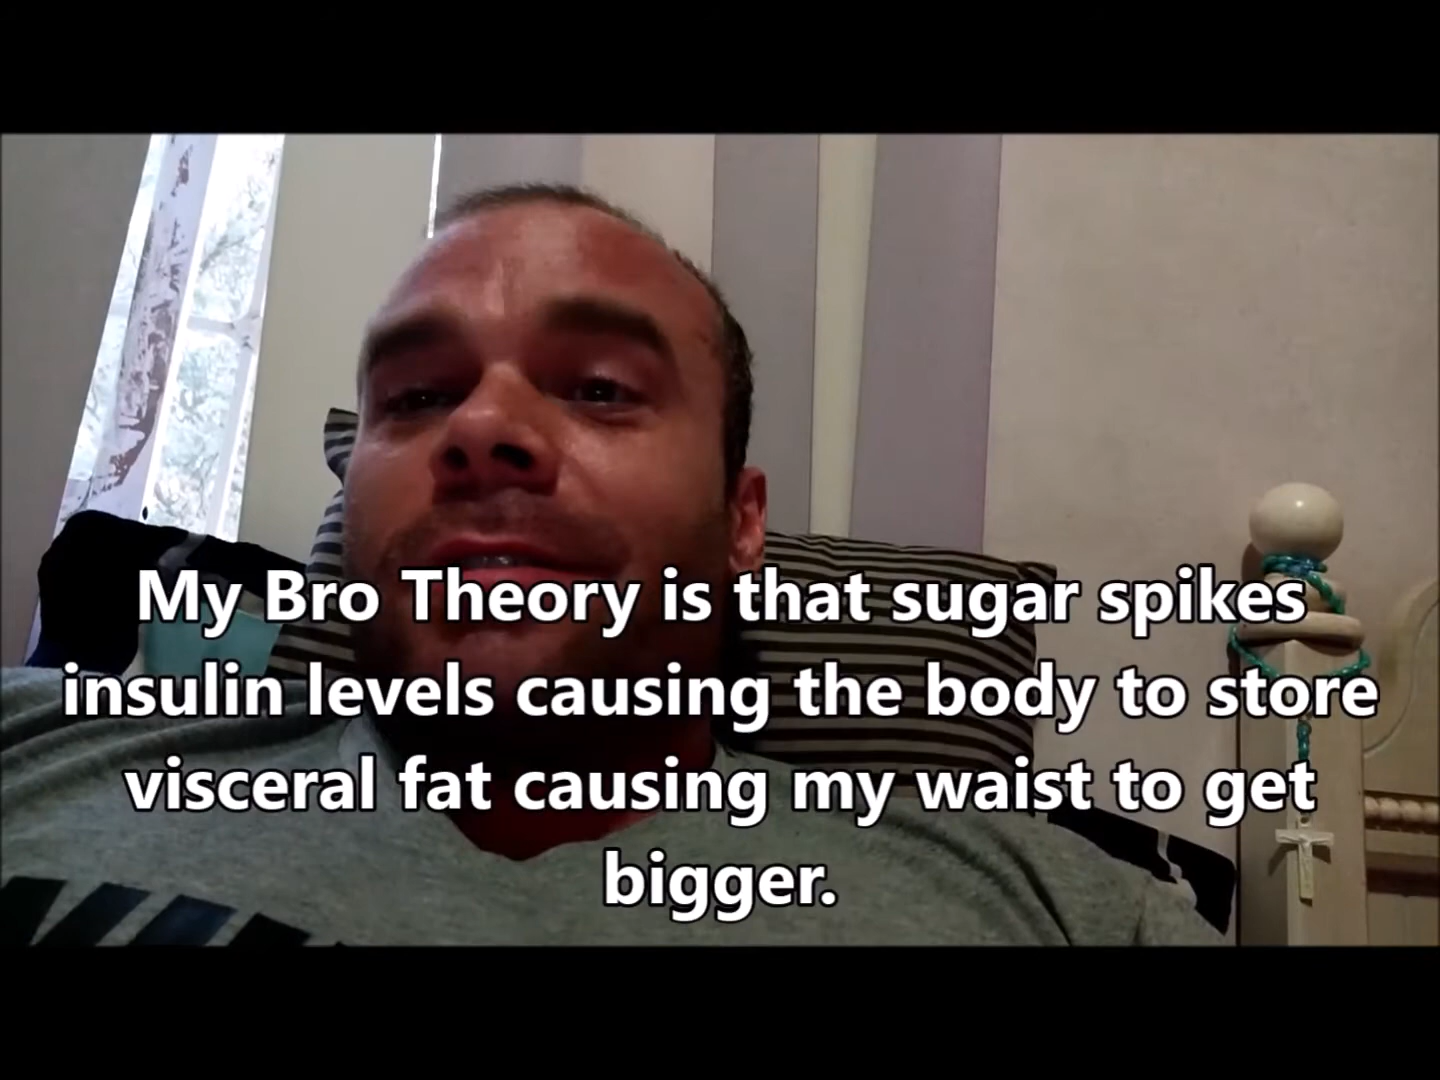 My Bro Theory is that sugar spikes
insulin levels causing the body to store
visceral fat causing my waist to get
bigger.